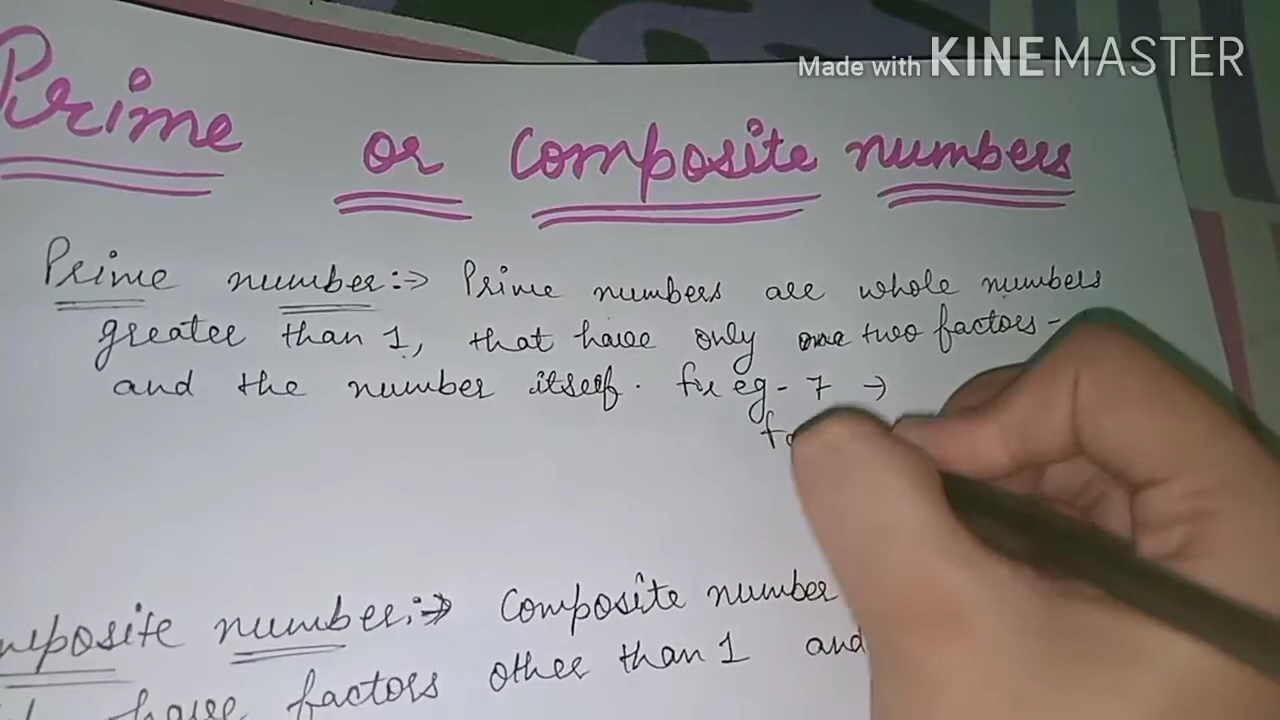 Made with KINEMASTER
Prime or composite numbers
Prime number:⇒ Prime numbers are whole numbers
greater than 1, that have only one two factors-
and the number itself. for eg- 7 →
number:⇒ Composite number
have factors other than 1 and